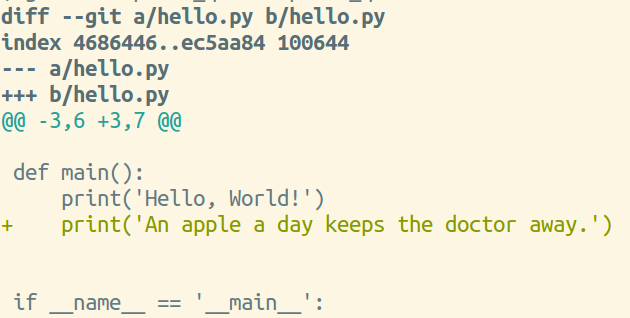 diff --git a/hello.py b/hello.py
index 4686446..ec5aa84 100644
--- a/hello.py
+++ b/hello.py
@@ -3,6 +3,7 @@
 def main():
     print('Hello, World!')
+    print('An apple a day keeps the doctor away.')
 if __name__ == '__main__':